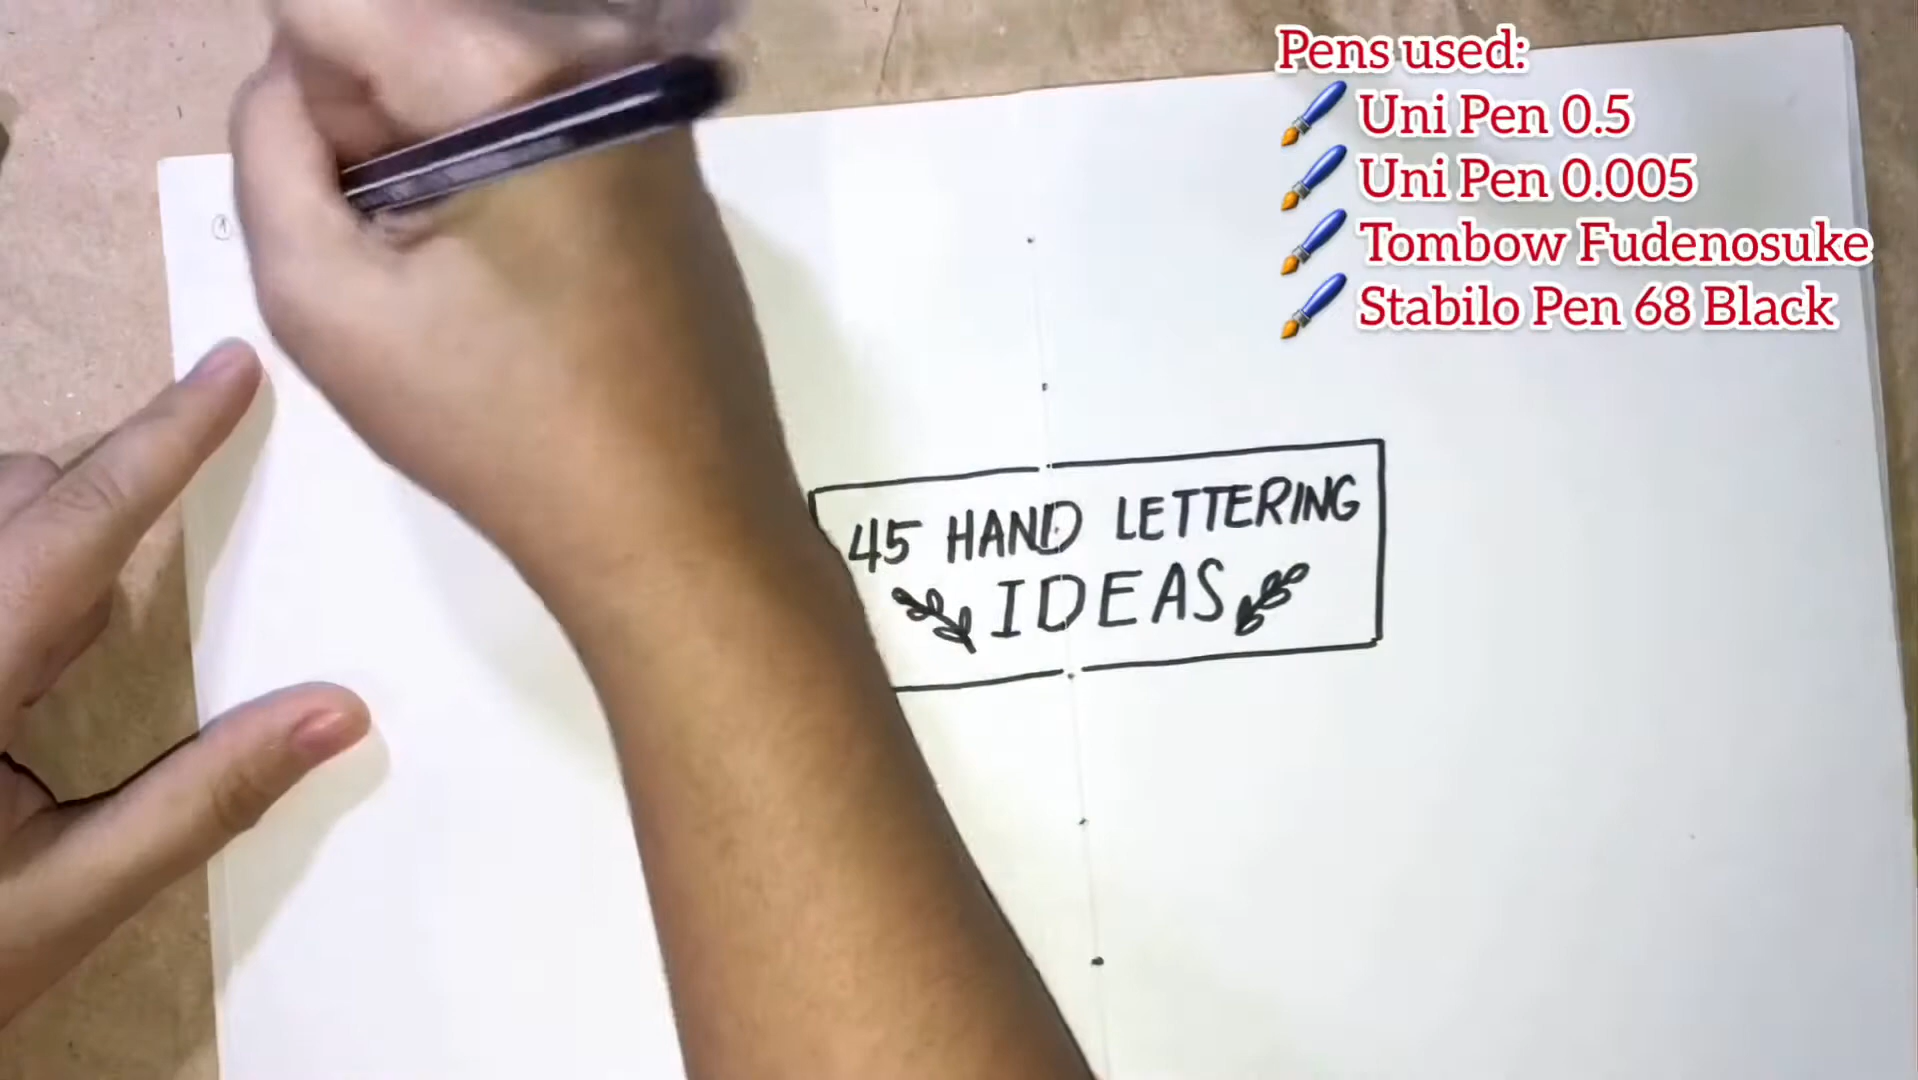 Pens used:
Uni Pen 0.5
Uni Pen 0.005
Tombow Fudenosuke
Stabilo Pen 68 Black
1
45 HAND LETTERING
IDEAS